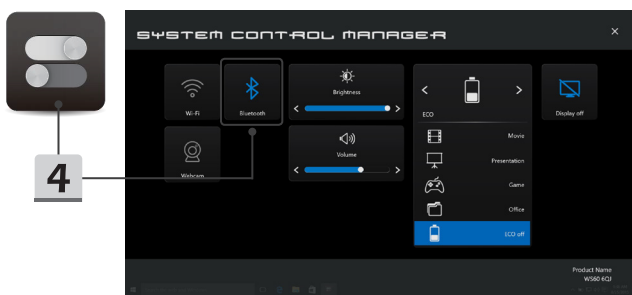 SYSTEM CONTROL MANAGER
Wi-Fi
Bluetooth
Brightness
ECO
Display off
Movie
Volume
Presentation
Webcam
Game
4
Office
ECO off
Product Name
WS60 6QJ